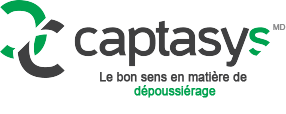 captasys MD
Le bon sens en matière de
dépoussiérage